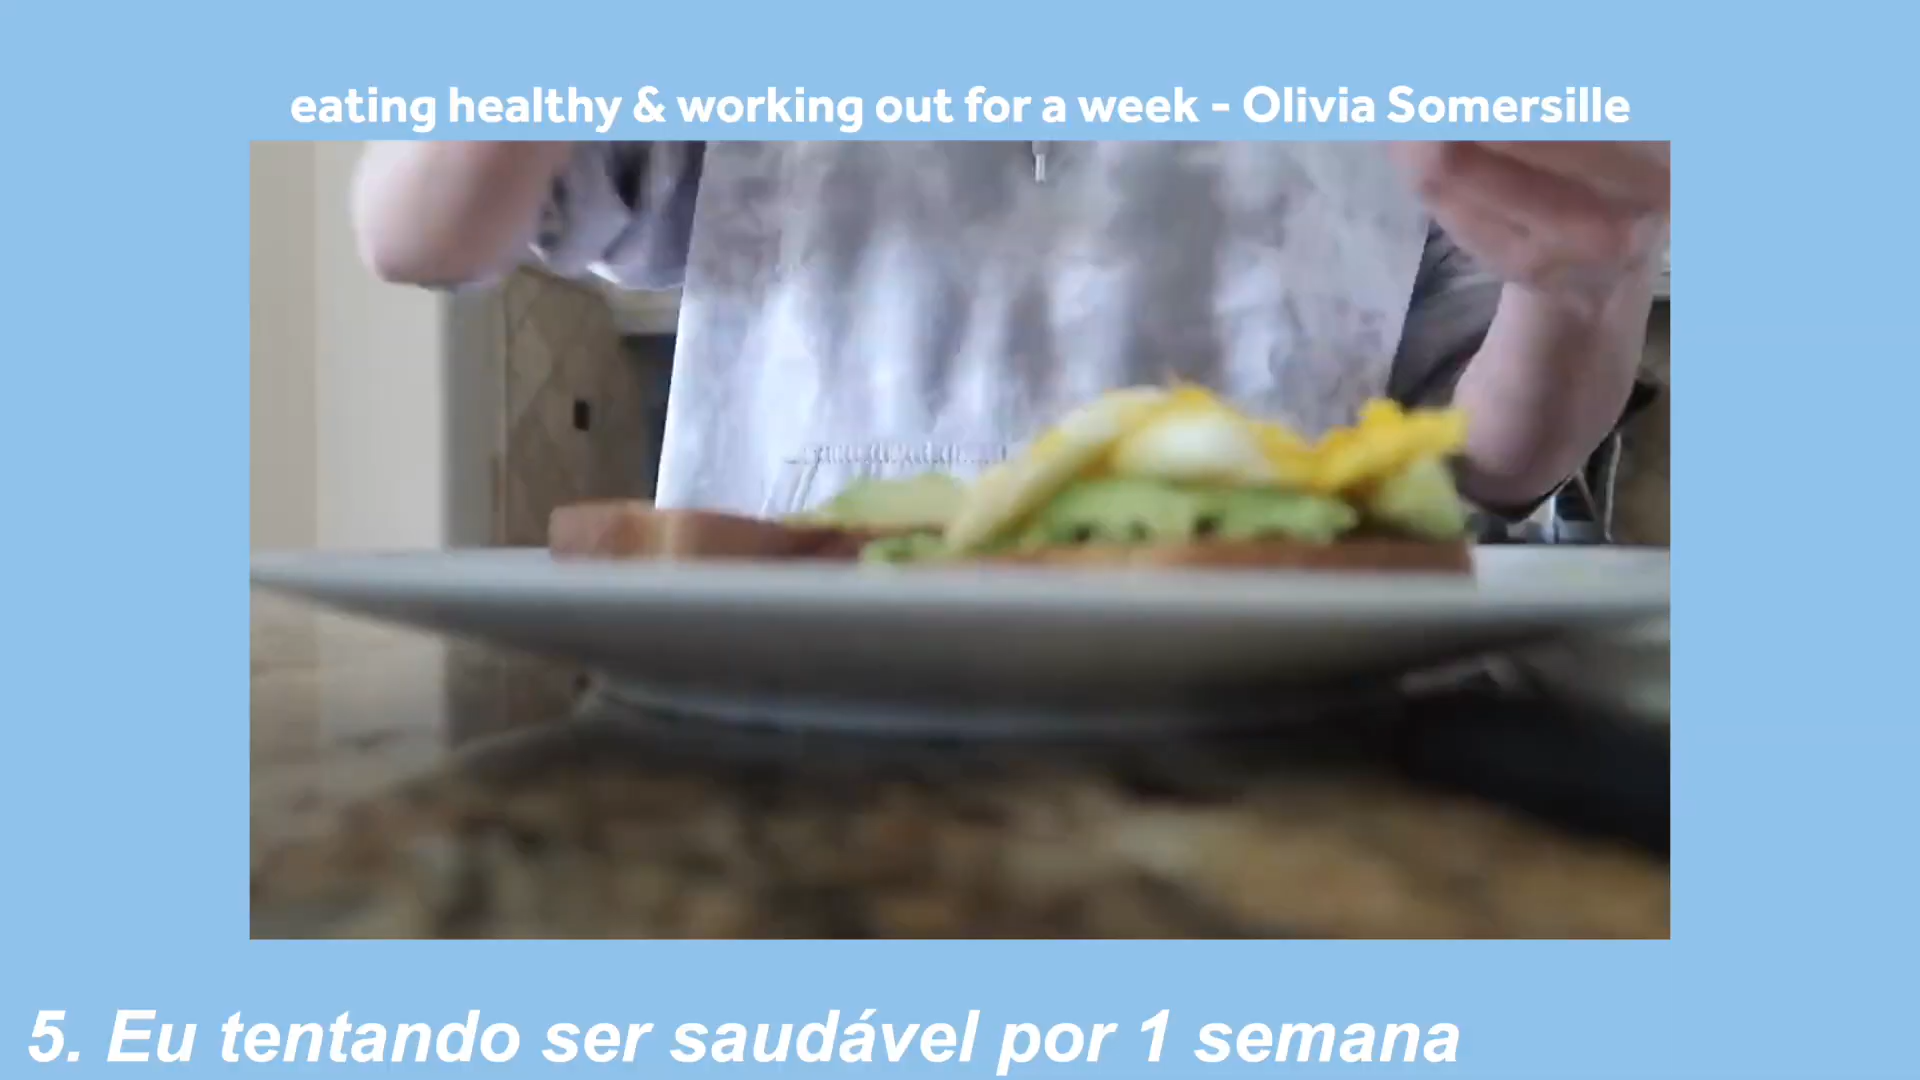 eating healthy & working out for a week - Olivia Somersille
5. Eu tentando ser saudável por 1 semana